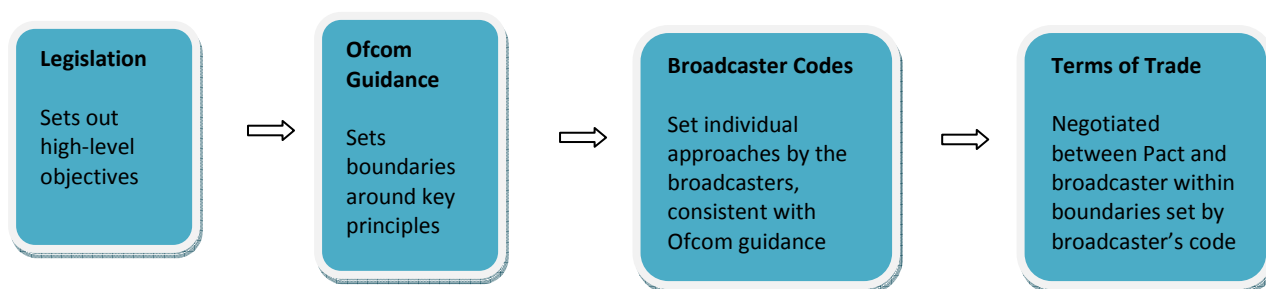 Legislation
Sets out
high-level
objectives
Ofcom
Guidance
Sets
boundaries
around key
principles
Broadcaster Codes
Set individual
approaches by the
broadcasters,
consistent with
Ofcom guidance
Terms of Trade
Negotiated
between Pact and
broadcaster within
boundaries set by
broadcaster’s code